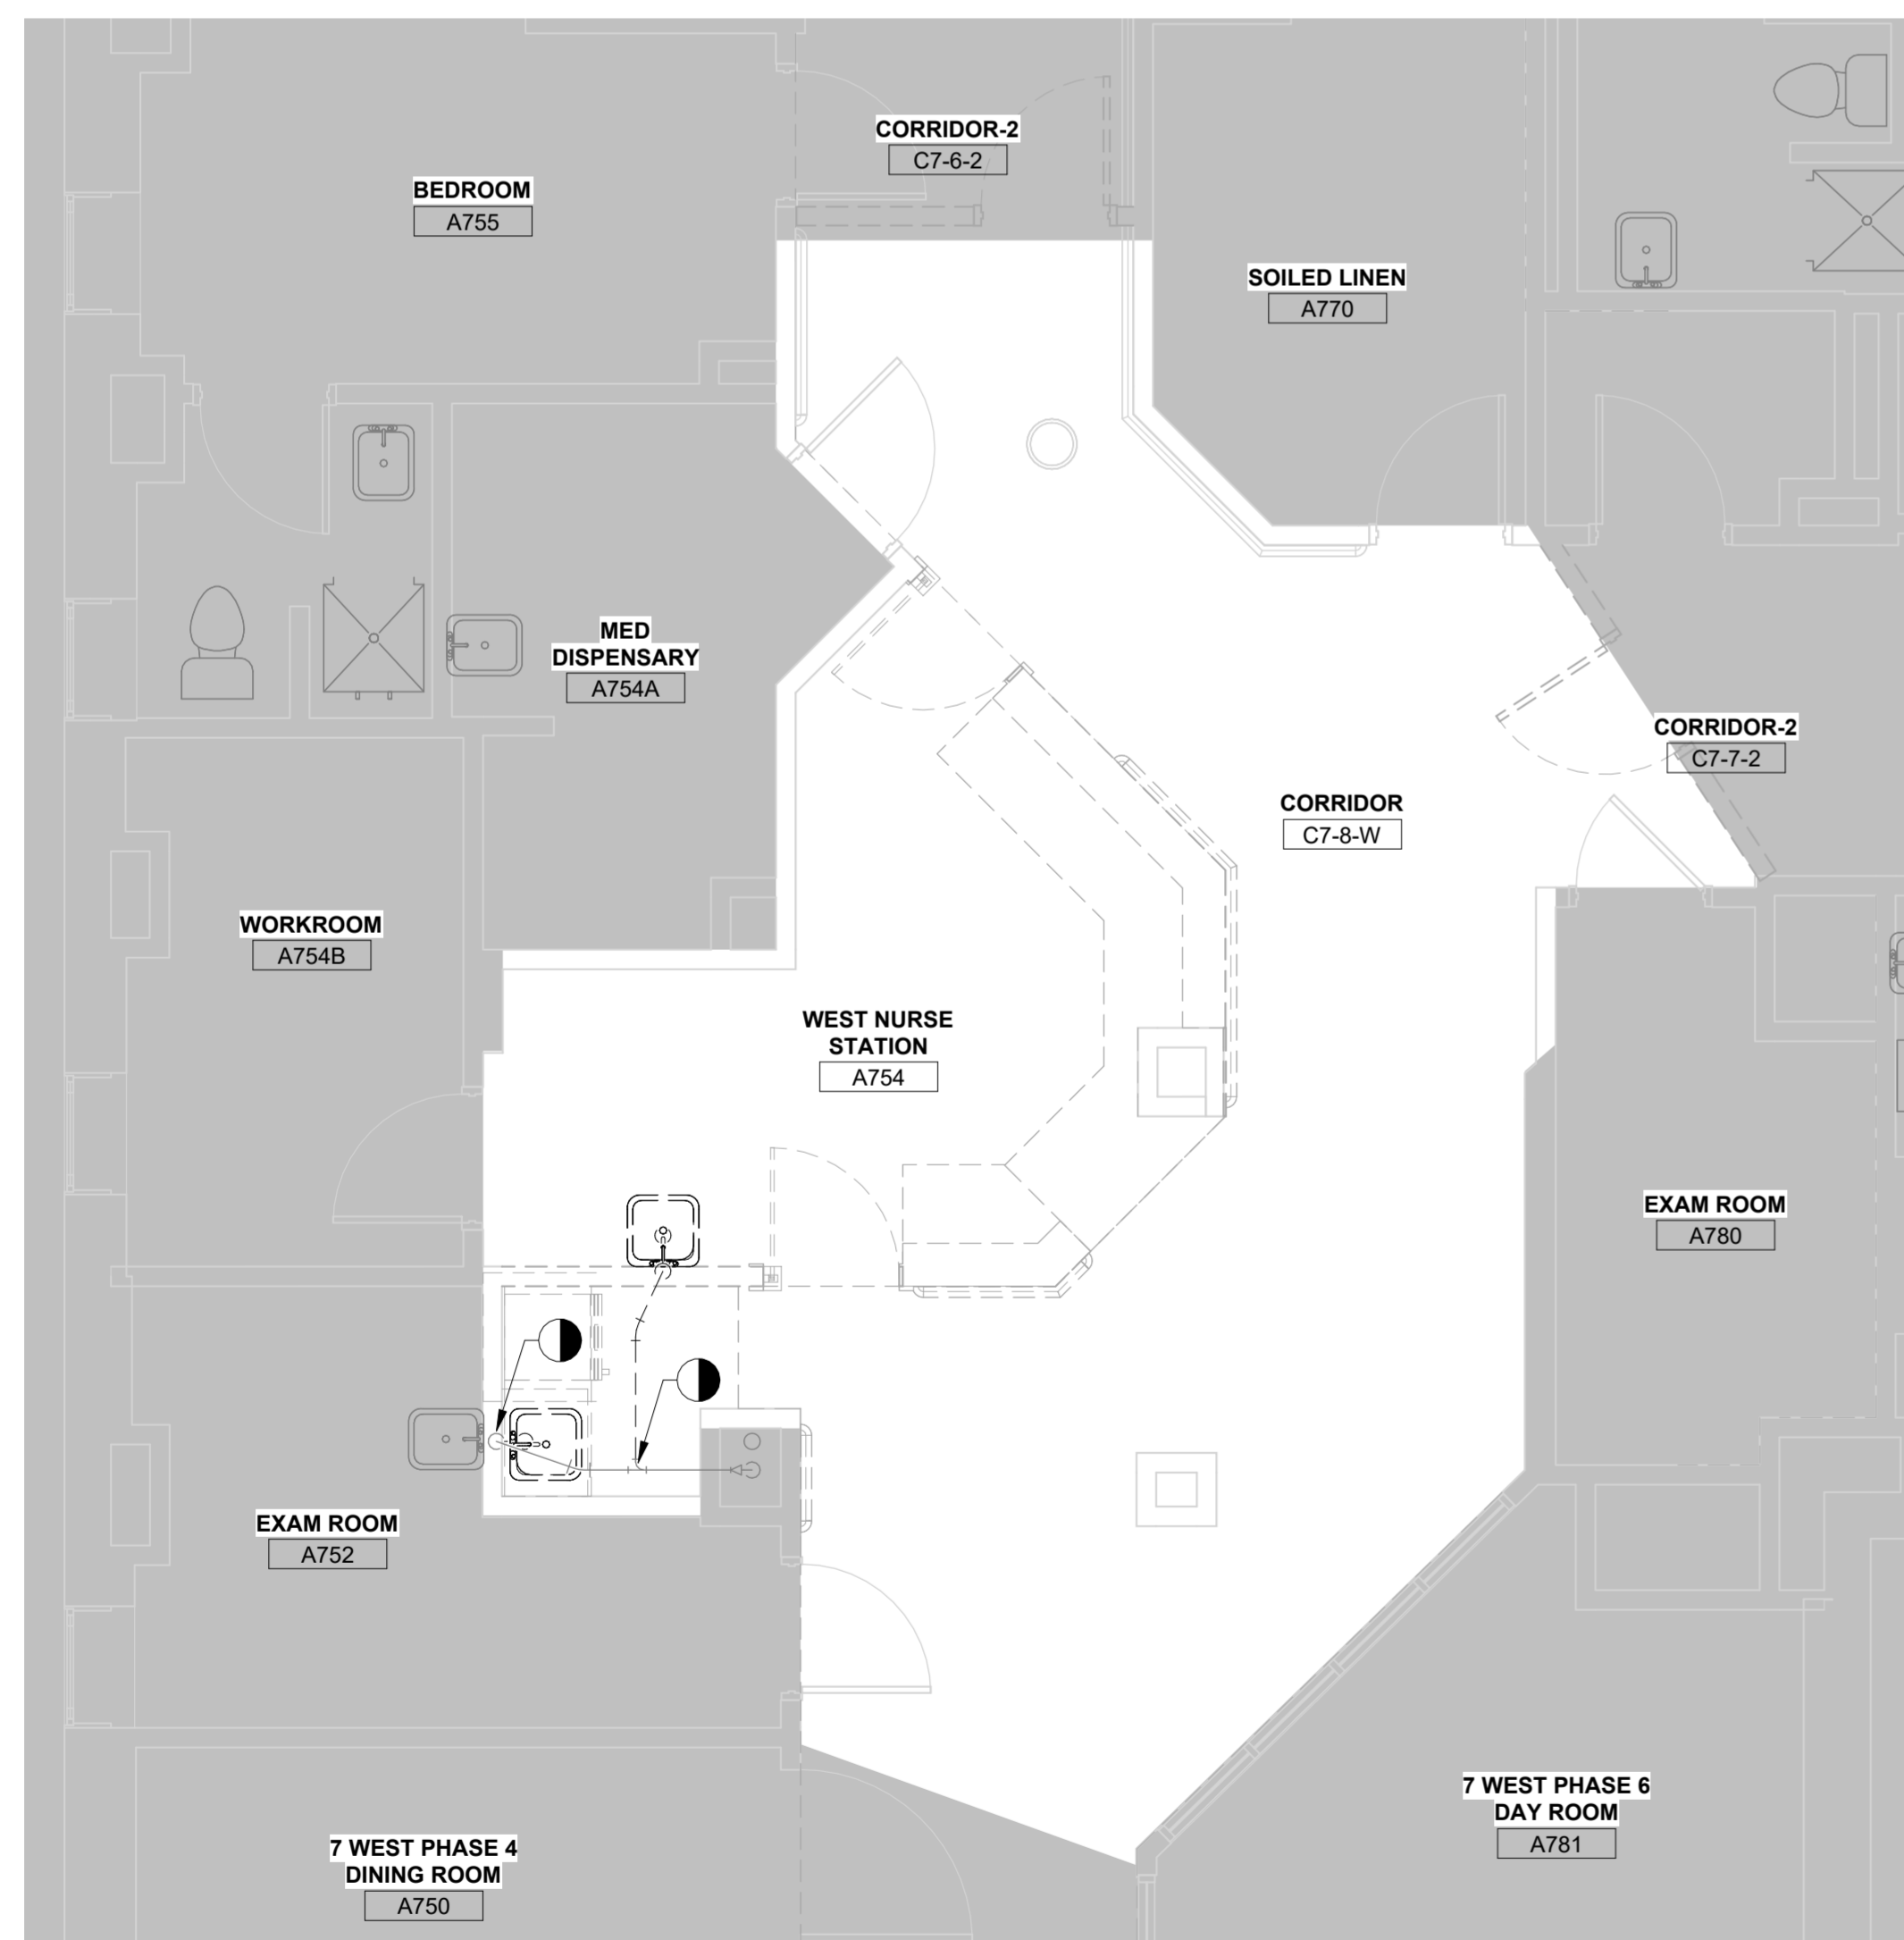 CORRIDOR-2
C7-6-2
BEDROOM
A755
SOILED LINEN
A770
MED
DISPENSARY
A754A
CORRIDOR-2
C7-7-2
CORRIDOR
C7-8-W
WORKROOM
A754B
WEST NURSE
STATION
A754
EXAM ROOM
A780
EXAM ROOM
A752
7 WEST PHASE 6
DAY ROOM
A781
7 WEST PHASE 4
DINING ROOM
A750